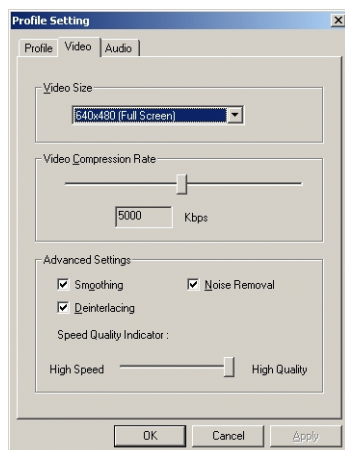 Profile Setting
Profile Video Audio
Video Size
640x480 (Full Screen)
Video Compression Rate
5000 Kbps
Advanced Settings
Smoothing Noise Removal
Deinterlacing
Speed Quality Indicator :
High Speed High Quality
OK Cancel Apply